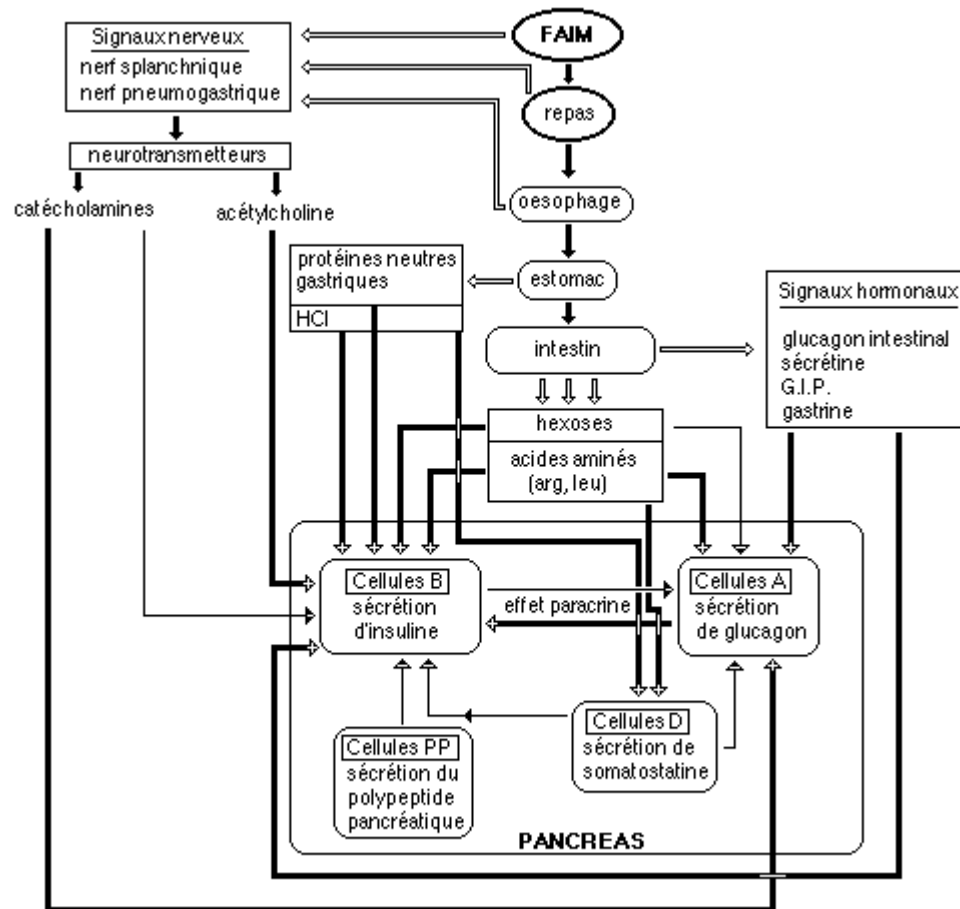 FAIM
Signaux nerveux
nerf splanchnique
nerf pneumogastrique
repas
neurotransmetteurs
catécholamines
acétylcholine
oesophage
protéines neutres
gastriques
HCl
estomac
Signaux hormonaux
glucagon intestinal
sécrétine
G.I.P.
gastrine
intestin
hexoses
acides aminés
(arg, leu)
Cellules B
sécrétion
d'insuline
effet paracrine
Cellules A
sécrétion
de glucagon
Cellules PP
sécrétion du
polypeptide
pancréatique
Cellules D
sécrétion de
somatostatine
PANCREAS